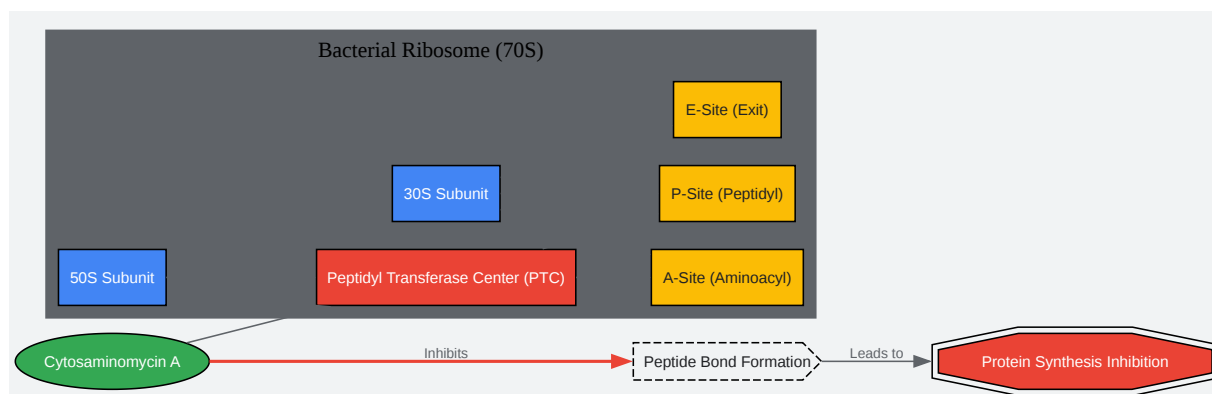 Bacterial Ribosome (70S)
E-Site (Exit)
30S Subunit
P-Site (Peptidyl)
50S Subunit
Peptidyl Transferase Center (PTC)
A-Site (Aminoacyl)
Cytosaminomycin A
Inhibits
Peptide Bond Formation
Leads to
Protein Synthesis Inhibition